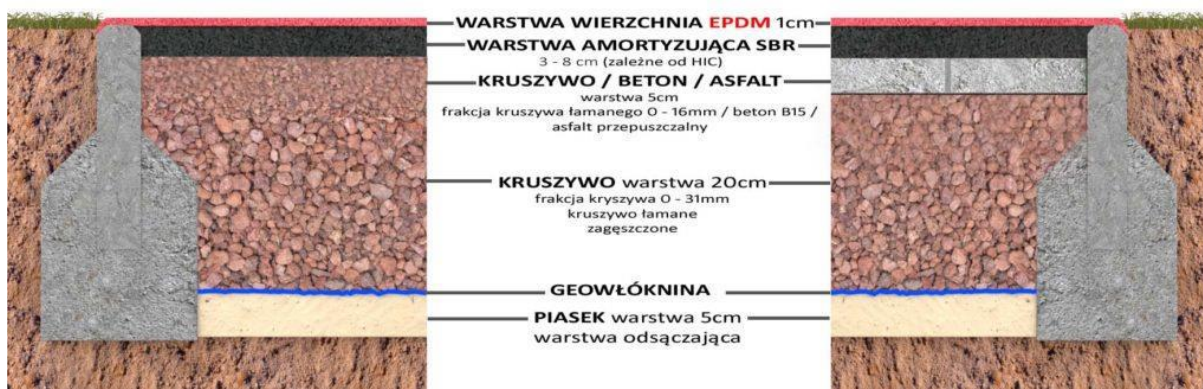 WARSTWA WIERZCHNIA EPDM 1cm
WARSTWA AMORTYZUJĄCA SBR
3 - 8 cm (zależne od HIC)
KRUSZYWO / BETON / ASFALT
warstwa 5cm
frakcja kruszywa łamanego 0 - 16mm / beton B15 /
asfalt przepuszczalny
KRUSZYWO warstwa 20cm
frakcja kryszywa 0 - 31mm
kruszywo łamane
zagęszczone
GEOWŁÓKNINA
PIASEK warstwa 5cm
warstwa odsączająca